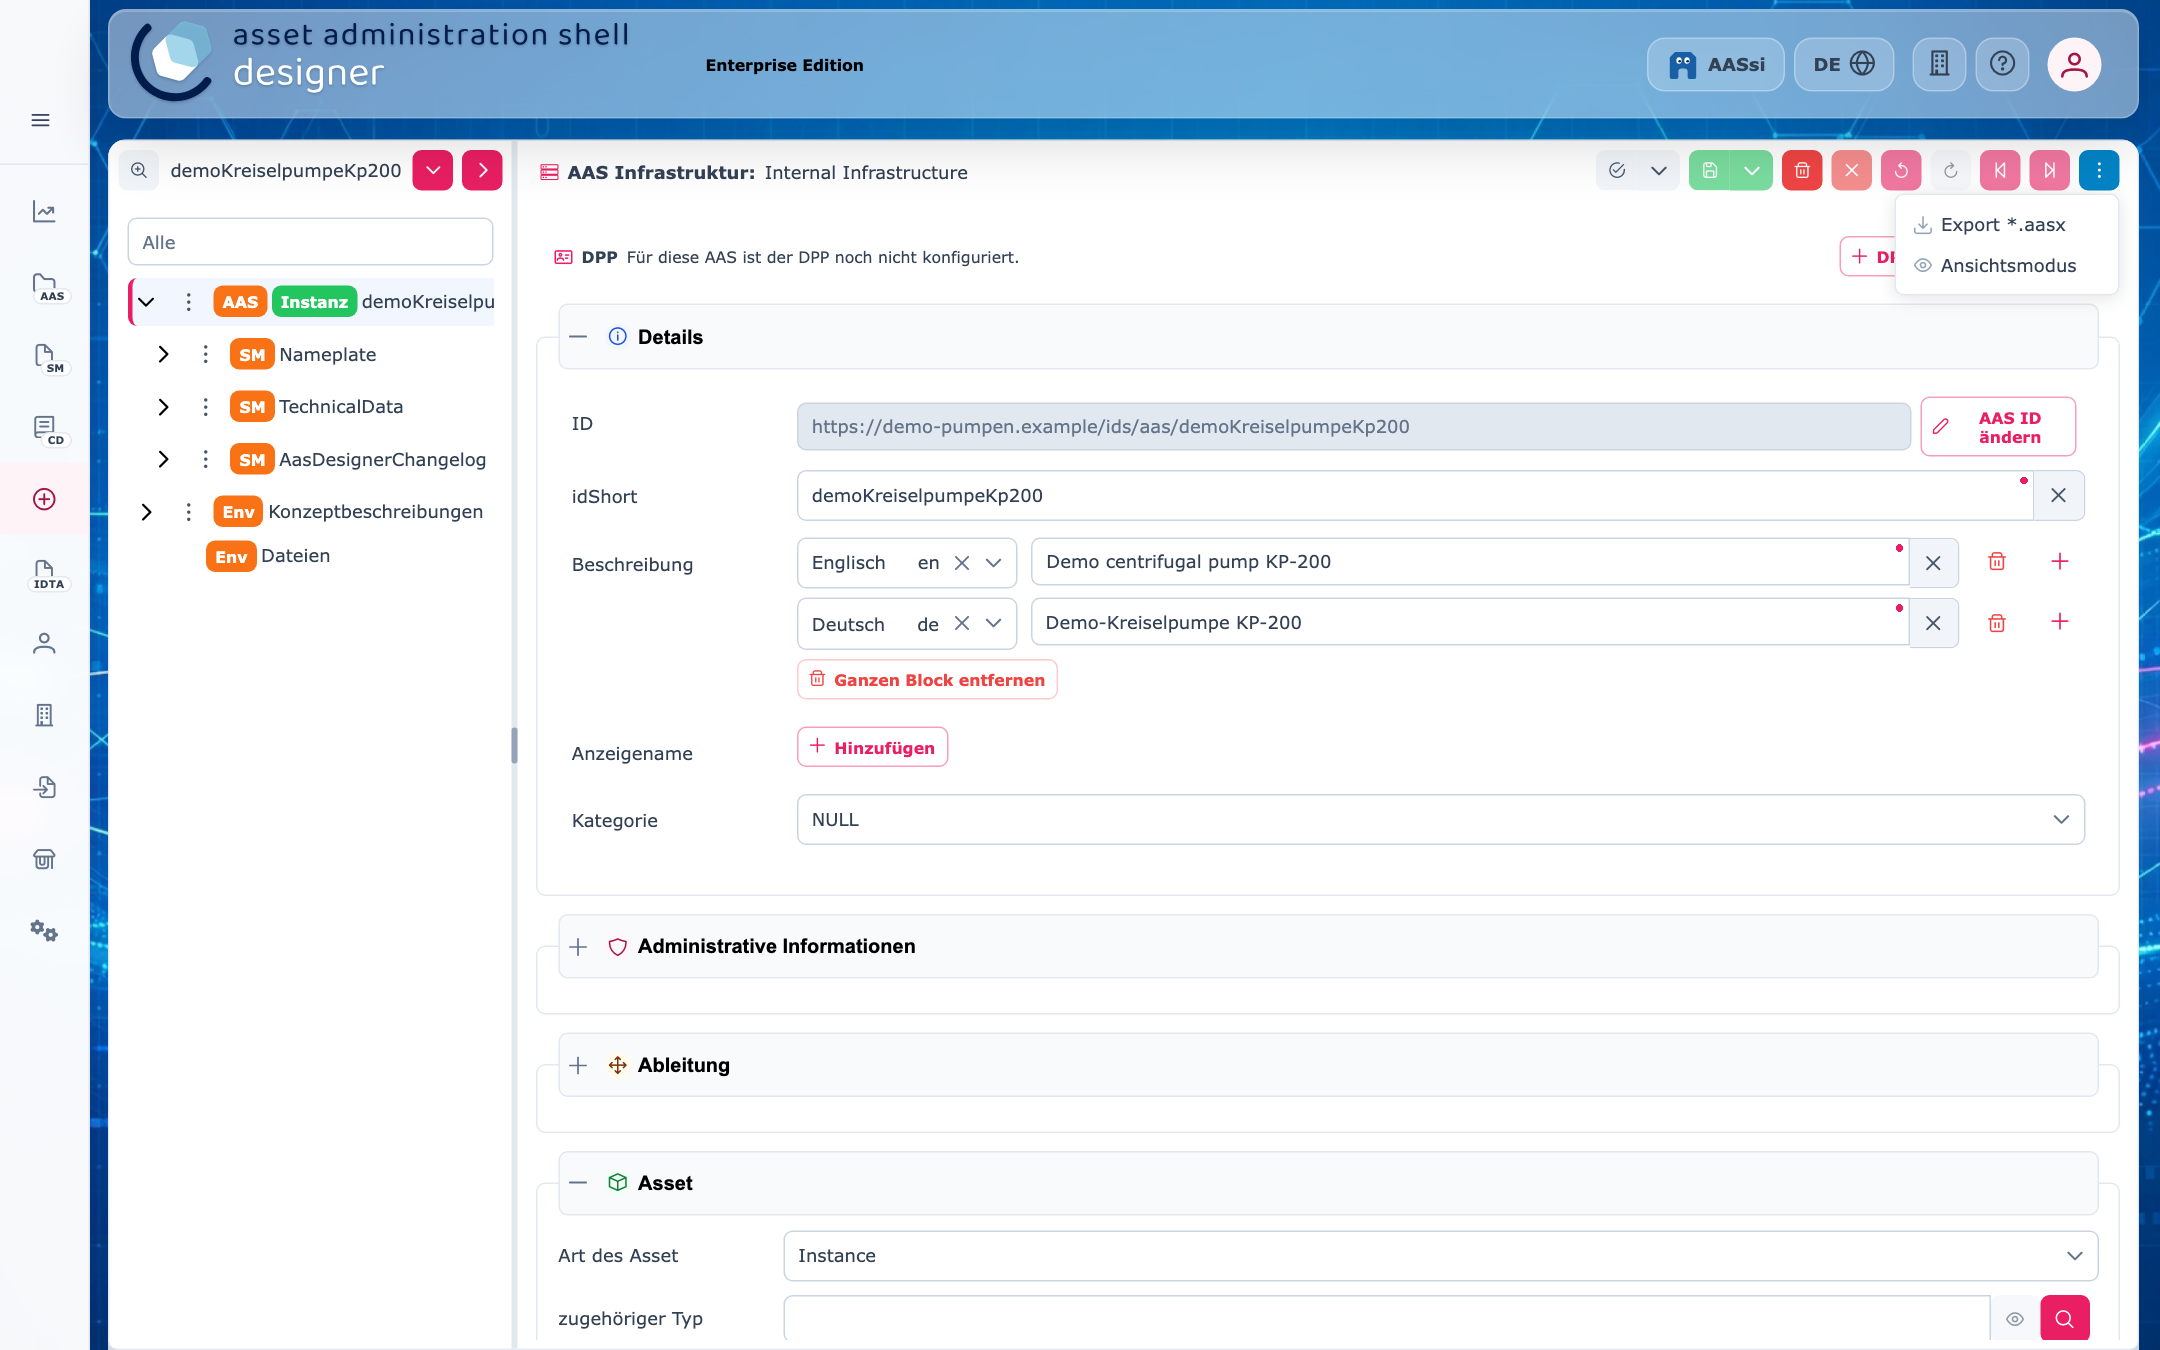 asset administration shell
designer
Enterprise Edition
AASsi
DE
AAS
SM
CD
IDTA
demoKreiselpumpeKp200
Alle
AAS Instanz demoKreiselpu
SM Nameplate
SM TechnicalData
SM AasDesignerChangelog
Env Konzeptbeschreibungen
Env Dateien
AAS Infrastruktur: Internal Infrastructure
Export *.aasx
Ansichtsmodus
DPP Für diese AAS ist der DPP noch nicht konfiguriert.
Details
ID
https://demo-pumpen.example/ids/aas/demoKreiselpumpeKp200
AAS ID
ändern
idShort
demoKreiselpumpeKp200
Beschreibung
Englisch en
Demo centrifugal pump KP-200
Deutsch de
Demo-Kreiselpumpe KP-200
Ganzen Block entfernen
Anzeigename
Hinzufügen
Kategorie
NULL
Administrative Informationen
Ableitung
Asset
Art des Asset
Instance
zugehöriger Typ